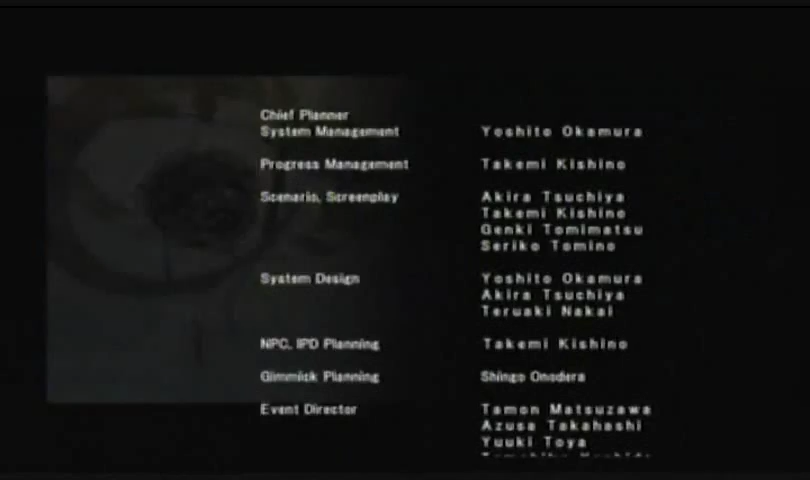 Chief Planner
System Management Yoshito Okamura
Progress Management Takemi Kishino
Scenario, Screenplay Akira Tsuchiya
Takemi Kishino
Genki Tomimatsu
Seriko Tomino
System Design Yoshito Okamura
Akira Tsuchiya
Teruaki Nakai
NPC, IPD Planning Takemi Kishino
Gimmick Planning Shingo Onodera
Event Director Tamon Matsuzawa
Azusa Takahashi
Yuuki Toya